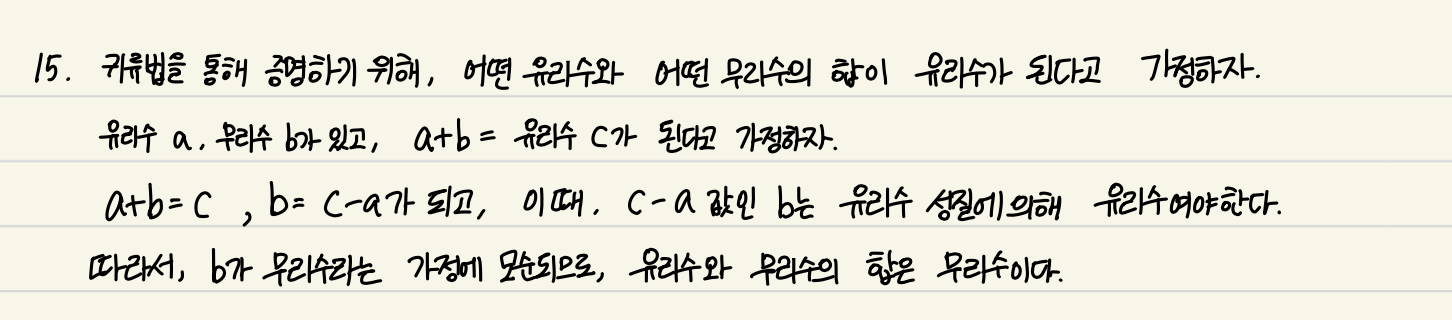 15. 귀류법을 통해 증명하기 위해, 어떤 유리수와 어떤 무리수의 합이 유리수가 된다고 가정하자.
유리수 a, 무리수 b가 있고, a+b = 유리수 c가 된다고 가정하자.
a+b = c , b = c-a가 되고, 이때, c-a 값인 b는 유리수 성질에 의해 유리수여야한다.
따라서, b가 무리수라는 가정에 모순되므로, 유리수와 무리수의 합은 무리수이다.